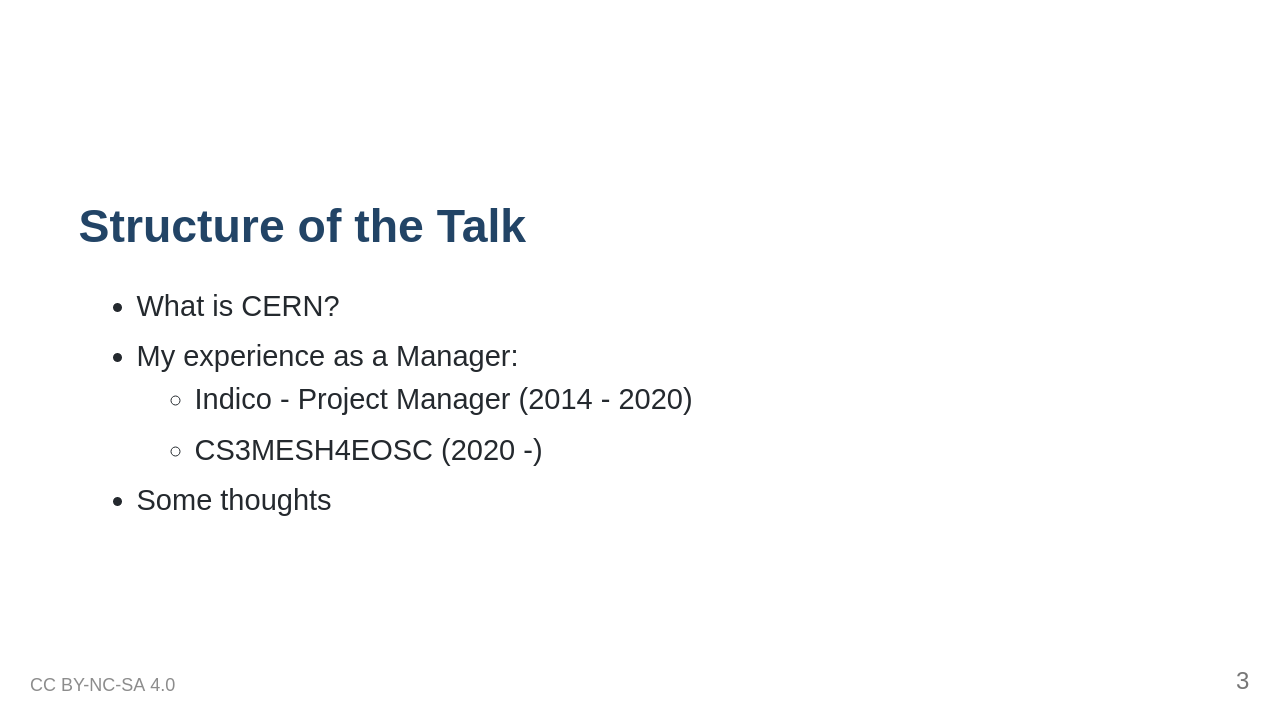 Structure of the Talk
• What is CERN?
• My experience as a Manager:
◦ Indico - Project Manager (2014 - 2020)
◦ CS3MESH4EOSC (2020 -)
• Some thoughts
CC BY-NC-SA 4.0
3